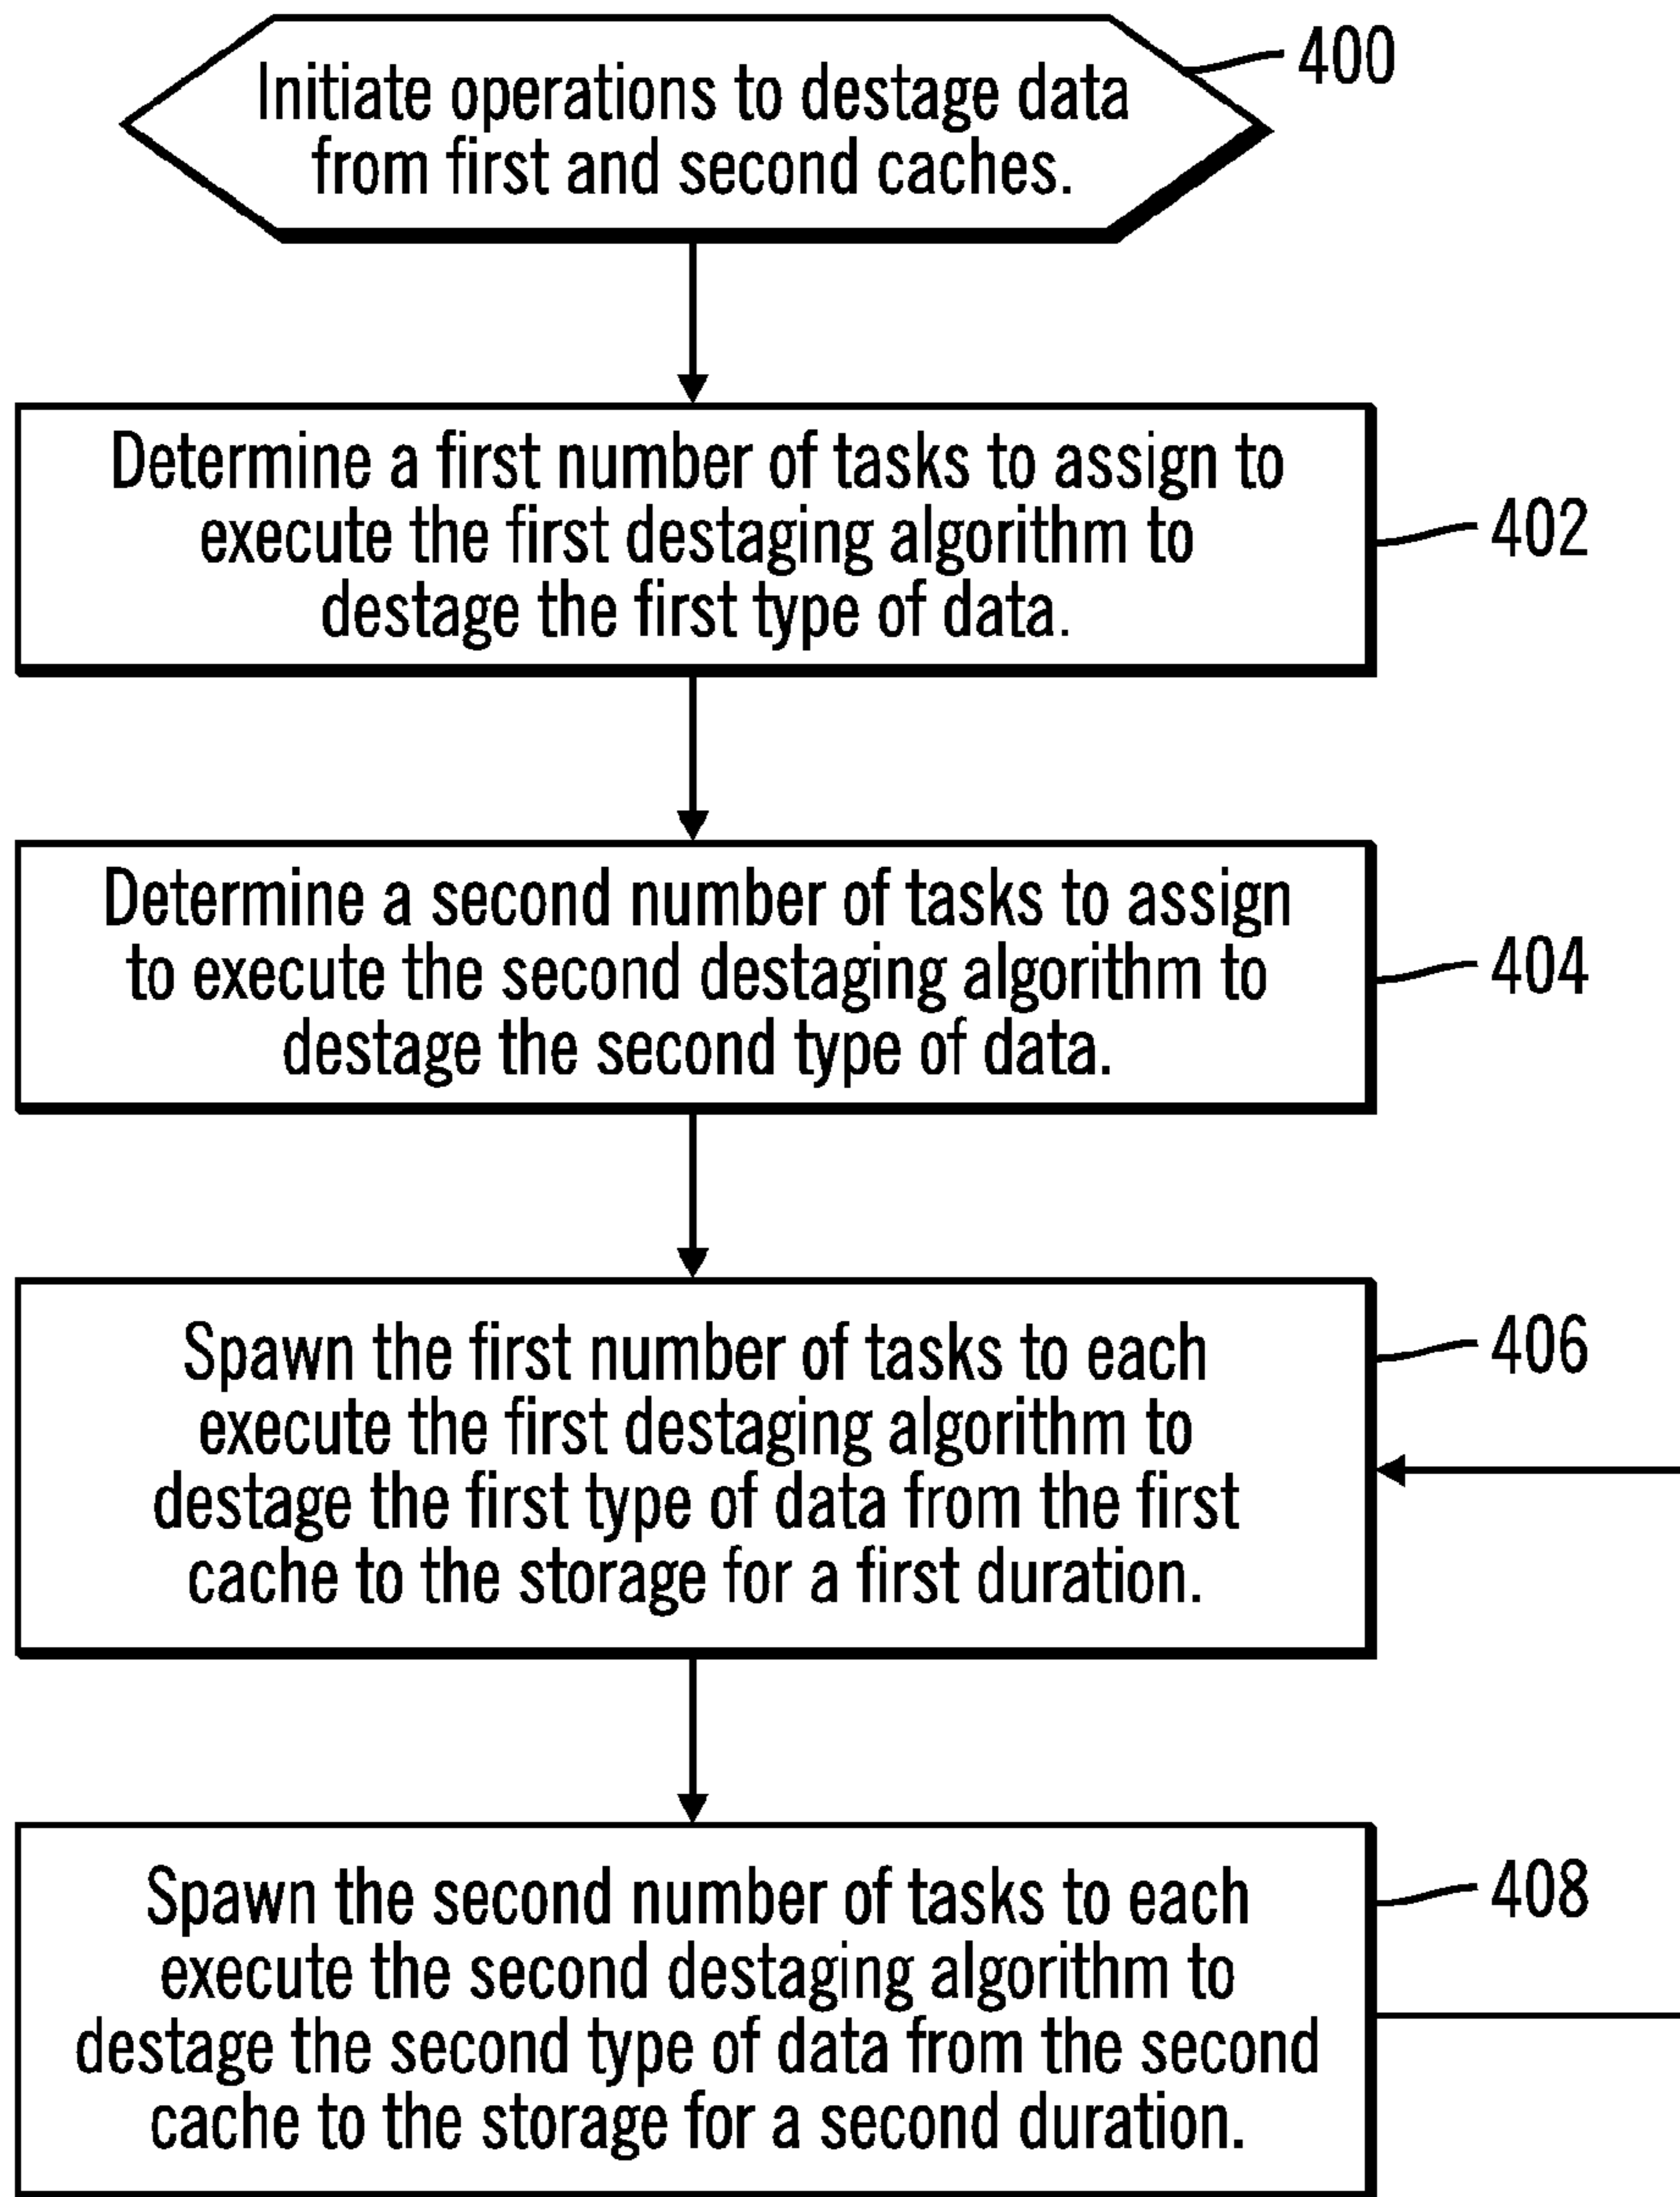 Initiate operations to destage data
from first and second caches.
400
Determine a first number of tasks to assign to
execute the first destaging algorithm to
destage the first type of data.
402
Determine a second number of tasks to assign
to execute the second destaging algorithm to
destage the second type of data.
404
Spawn the first number of tasks to each
execute the first destaging algorithm to
destage the first type of data from the first
cache to the storage for a first duration.
406
Spawn the second number of tasks to each
execute the second destaging algorithm to
destage the second type of data from the second
cache to the storage for a second duration.
408